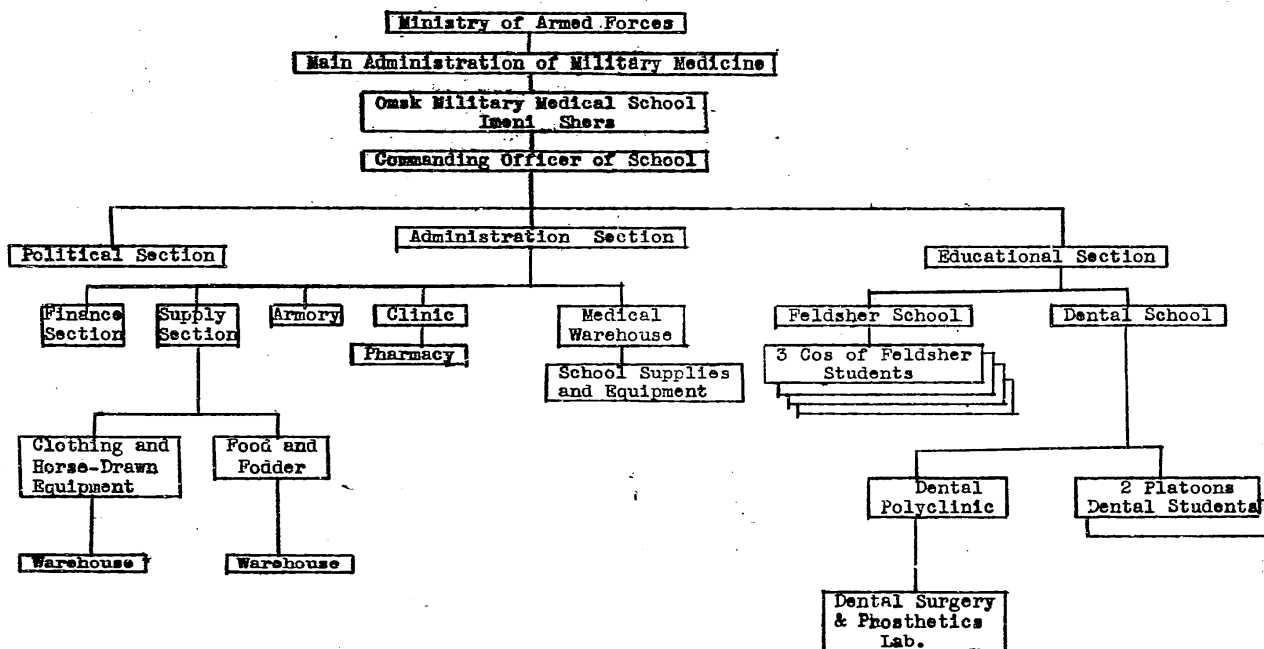 Ministry of Armed Forces
Main Administration of Military Medicine
Omsk Military Medical School
Imeni Shers
Commanding Officer of School
Political Section
Administration Section
Educational Section
Finance
Section
Supply
Section
Armory
Clinic
Pharmacy
Medical
Warehouse
School Supplies
and Equipment
Feldsher School
3 Cos of Feldsher
Students
Dental School
Clothing and
Horse-Drawn
Equipment
Food and
Fodder
Warehouse
Warehouse
Dental
Polyclinic
2 Platoons
Dental Students
Dental Surgery
& Prosthetics
Lab.